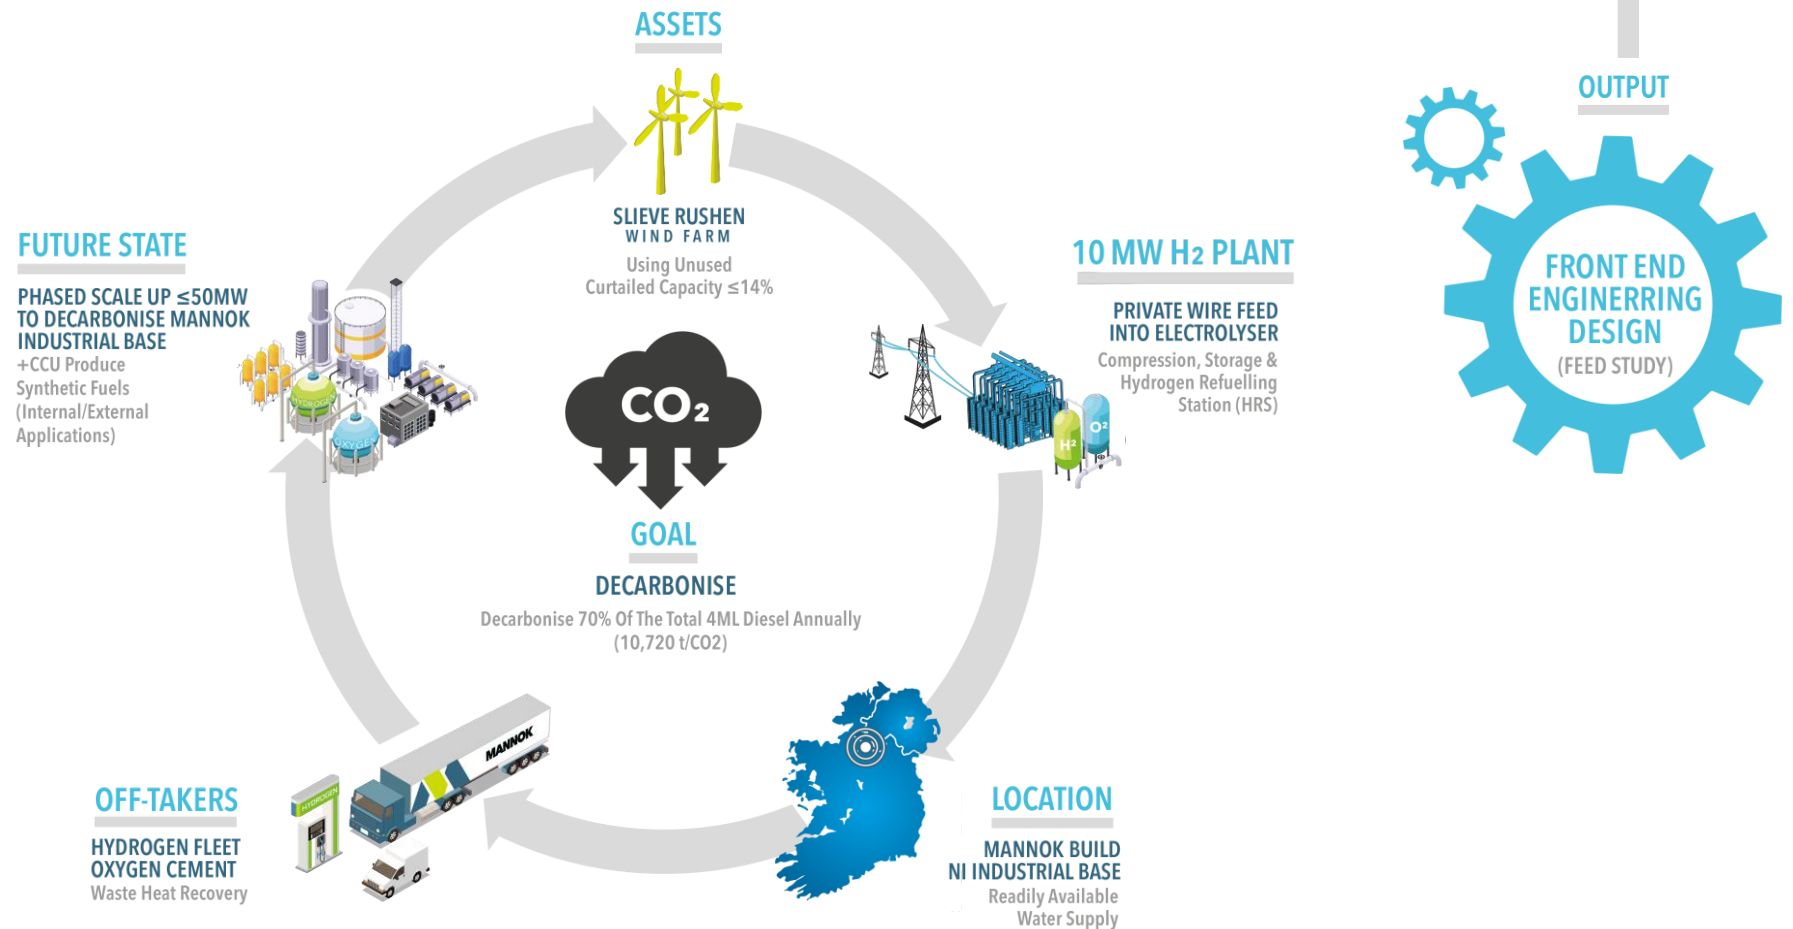 ASSETS
SLIEVE RUSHEN
WIND FARM
Using Unused
Curtailed Capacity ≤14%
10 MW H₂ PLANT
PRIVATE WIRE FEED
INTO ELECTROLYSER
Compression, Storage &
Hydrogen Refuelling
Station (HRS)
H₂
O₂
LOCATION
MANNOK BUILD
NI INDUSTRIAL BASE
Readily Available
Water Supply
OFF-TAKERS
HYDROGEN FLEET
OXYGEN CEMENT
Waste Heat Recovery
HYDROGEN
MANNOK
FUTURE STATE
PHASED SCALE UP ≤50MW
TO DECARBONISE MANNOK
INDUSTRIAL BASE
+CCU Produce
Synthetic Fuels
(Internal/External
Applications)
HYDROGEN
OXYGEN
CO₂
GOAL
DECARBONISE
Decarbonise 70% Of The Total 4ML Diesel Annually
(10,720 t/CO2)
OUTPUT
FRONT END
ENGINERRING
DESIGN
(FEED STUDY)